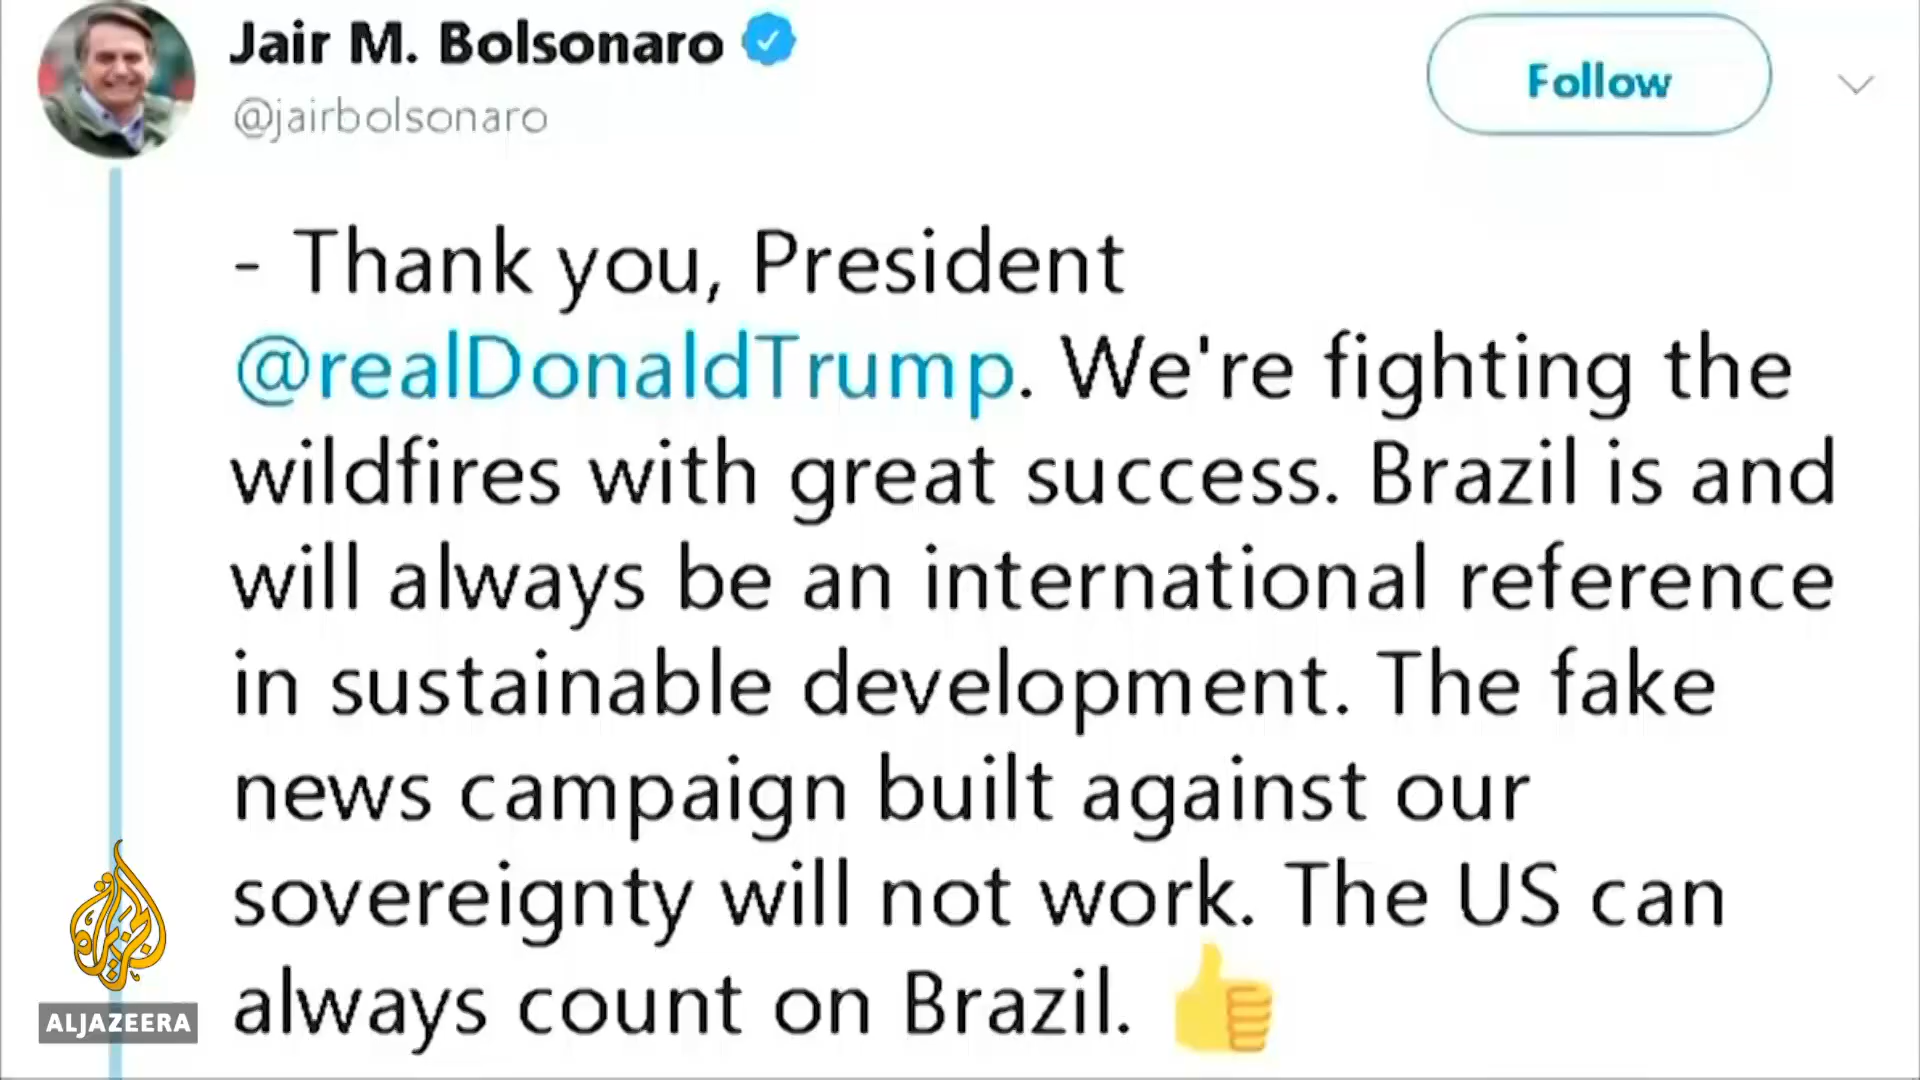 Jair M. Bolsonaro
@jairbolsonaro
Follow
- Thank you, President
@realDonaldTrump. We're fighting the
wildfires with great success. Brazil is and
will always be an international reference
in sustainable development. The fake
news campaign built against our
sovereignty will not work. The US can
always count on Brazil. 👍
الجزيرة
ALJAZEERA